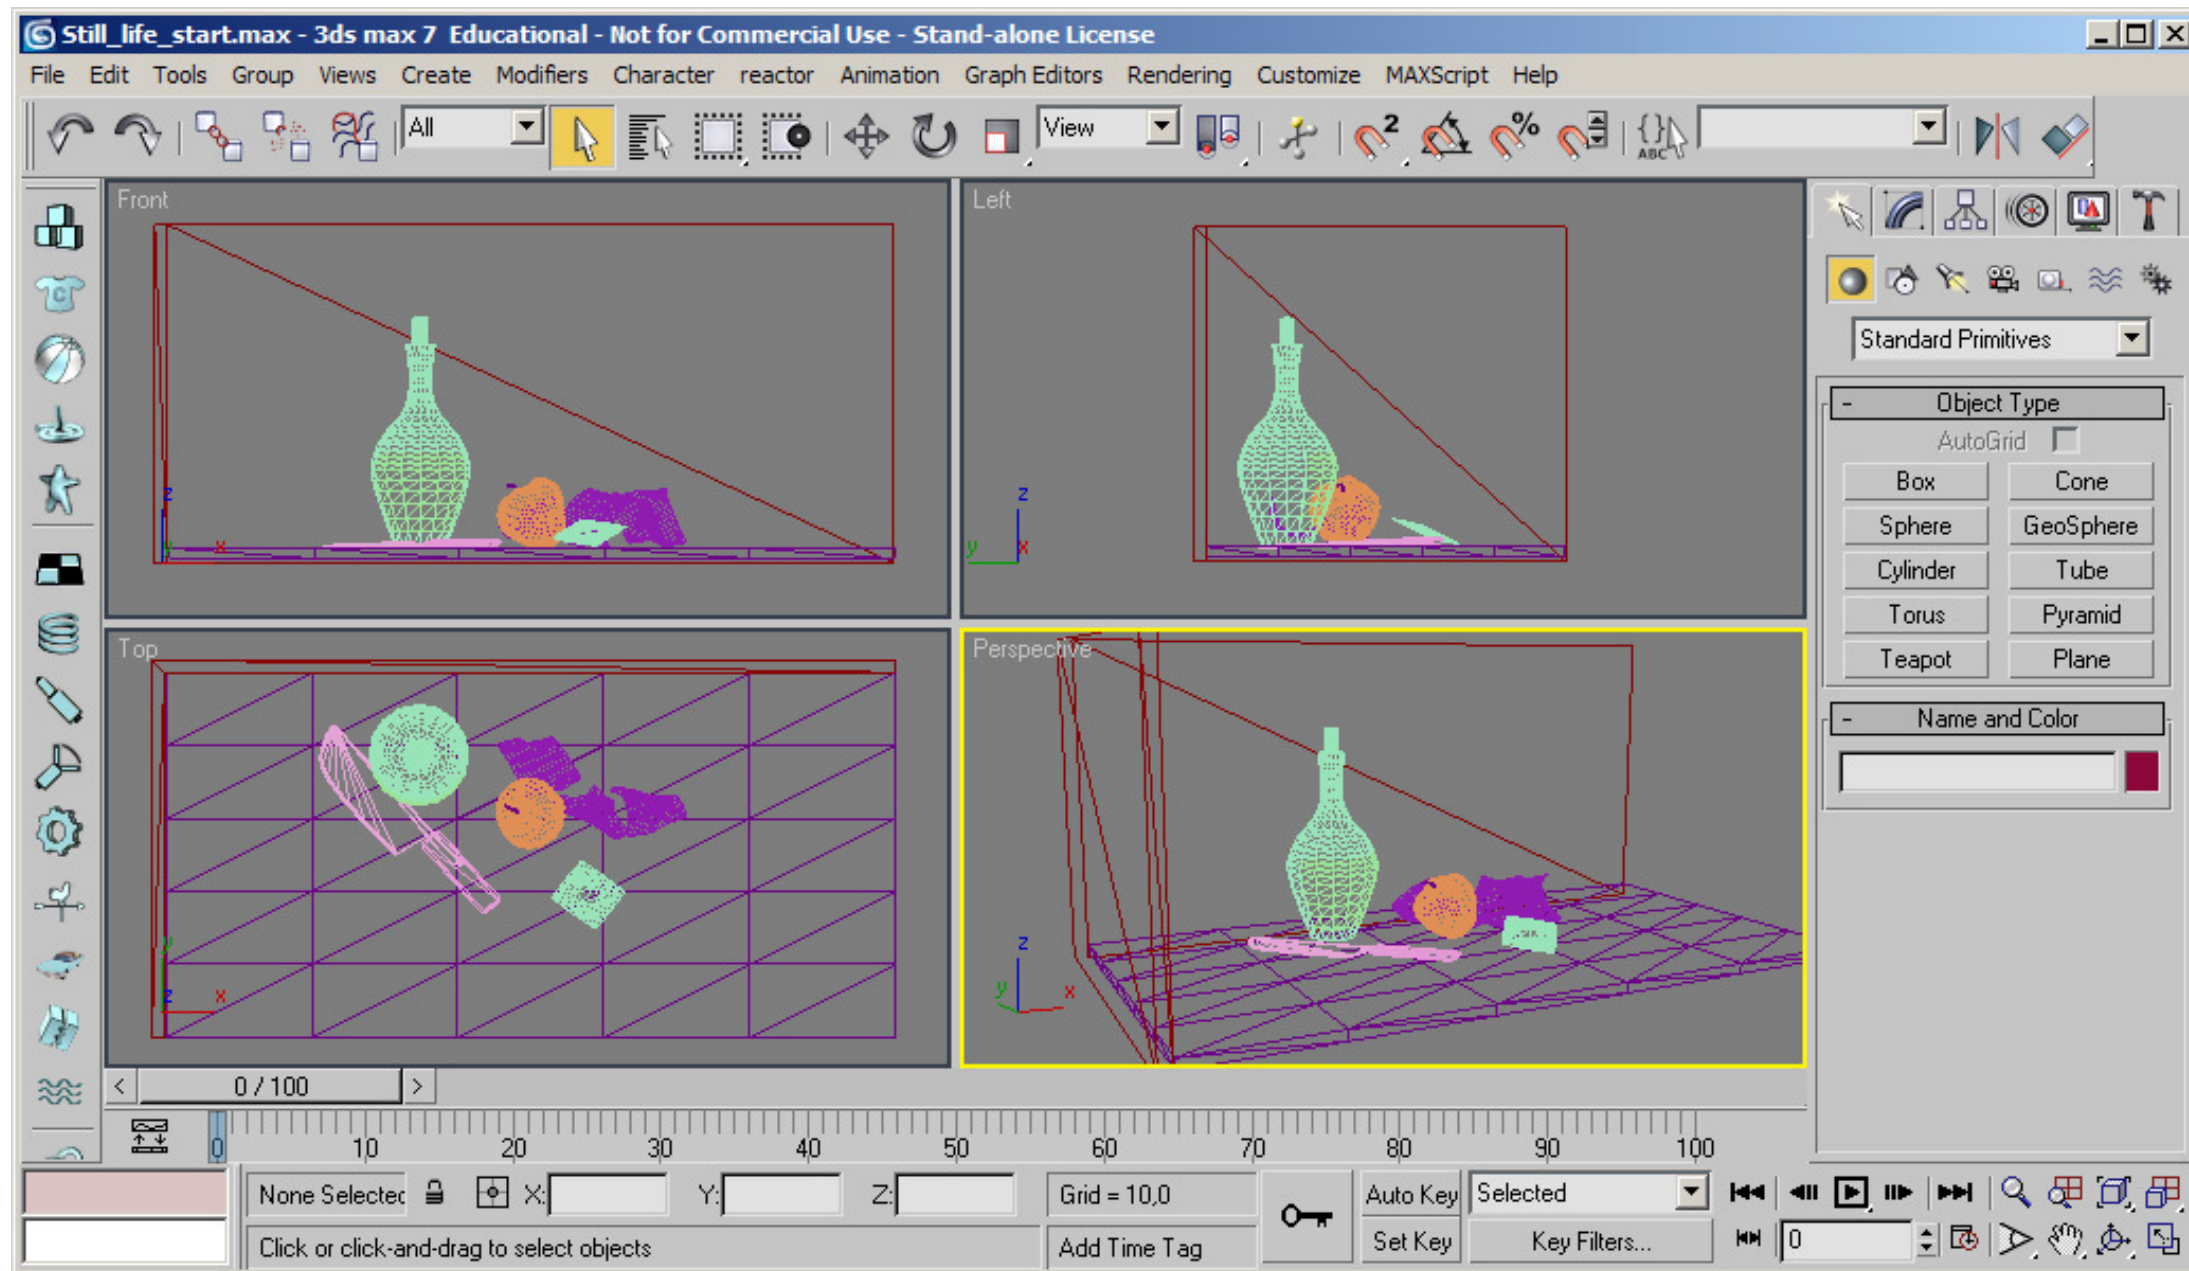 Still_life_start.max - 3ds max 7 Educational - Not for Commercial Use - Stand-alone License
File Edit Tools Group Views Create Modifiers Character reactor Animation Graph Editors Rendering Customize MAXScript Help
All View 2 % {} ABC
Front Left
z y x
z y x
Top Perspective
y z x
z y x
Standard Primitives
- Object Type
AutoGrid
Box Cone
Sphere GeoSphere
Cylinder Tube
Torus Pyramid
Teapot Plane
- Name and Color
< 0 / 100 >
0 10 20 30 40 50 60 70 80 90 100
None Selectec X: Y: Z: Grid = 10,0 Auto Key Selected
Click or click-and-drag to select objects Add Time Tag Set Key Key Filters... 0